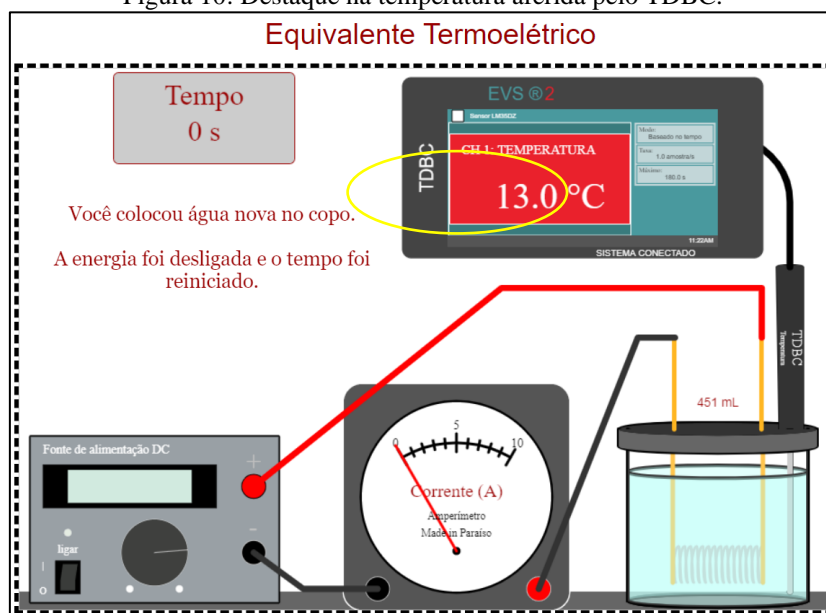 Figura 10: Destaque na temperatura aferida pelo TDBC.
Equivalente Termoelétrico
Tempo
0 s
Você colocou água nova no copo.
A energia foi desligada e o tempo foi
reiniciado.
EVS ®2
TDBC
Sensor LM35DZ
CH 1: TEMPERATURA
13.0 °C
Modo:
Baseado no tempo
Taxa:
1.0 amostra/s
Máximo:
180.0 s
11:22AM
SISTEMA CONECTADO
TDBC
Temperatura
451 mL
Fonte de alimentação DC
+
-
ligar
I
O
0
5
10
Corrente (A)
Amperímetro
Made in Paraíso